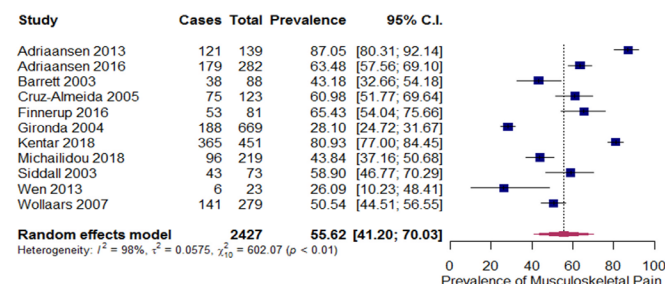 Study Cases Total Prevalence 95% C.I.
Adriaansen 2013 121 139 87.05 [80.31; 92.14]
Adriaansen 2016 179 282 63.48 [57.56; 69.10]
Barrett 2003 38 88 43.18 [32.66; 54.18]
Cruz-Almeida 2005 75 123 60.98 [51.77; 69.64]
Finnerup 2016 53 81 65.43 [54.04; 75.66]
Gironda 2004 188 669 28.10 [24.72; 31.67]
Kentar 2018 365 451 80.93 [77.00; 84.45]
Michailidou 2018 96 219 43.84 [37.16; 50.68]
Siddall 2003 43 73 58.90 [46.77; 70.29]
Wen 2013 6 23 26.09 [10.23; 48.41]
Wollaars 2007 141 279 50.54 [44.51; 56.55]
Random effects model 2427 55.62 [41.20; 70.03]
Heterogeneity: I² = 98%, τ² = 0.0575, χ²₁₀ = 602.07 (p < 0.01)
0 20 40 60 80 100
Prevalence of Musculoskeletal Pain